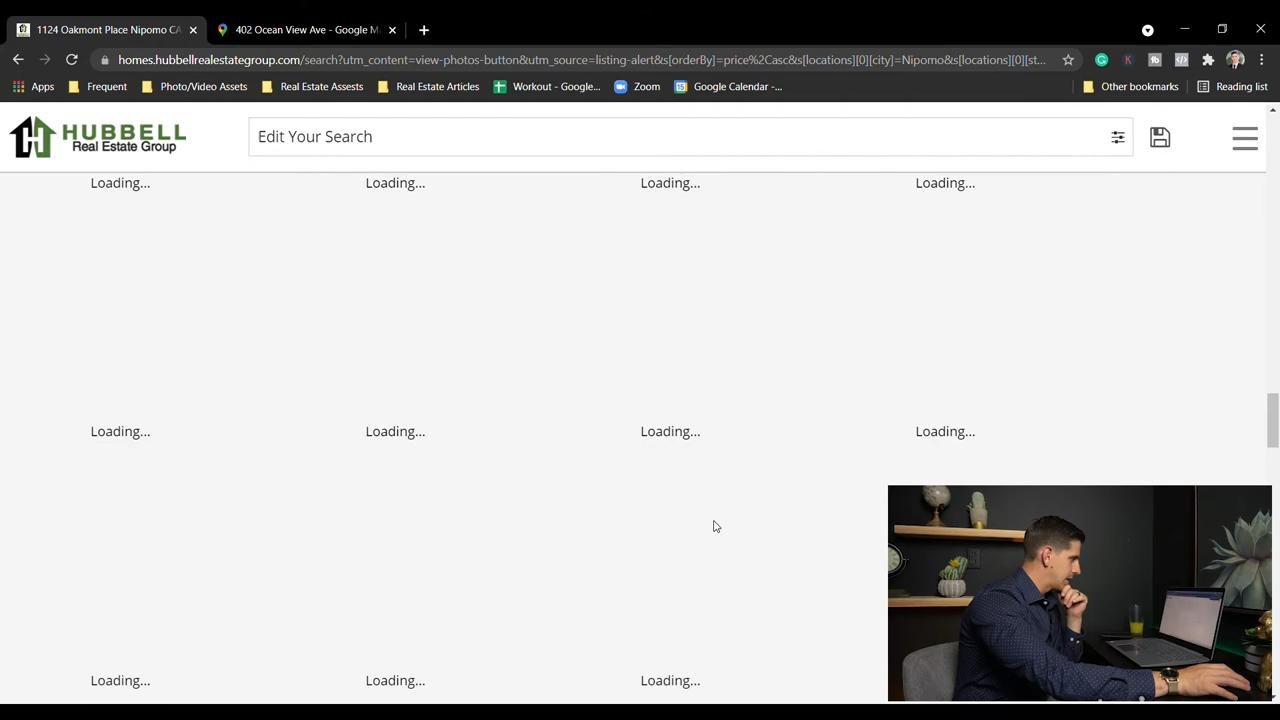 1124 Oakmont Place Nipomo CA
402 Ocean View Ave - Google M
homes.hubbellrealestategroup.com/search?utm_content=view-photos-button&utm_source=listing-alert&s[orderBy]=price%2Casc&s[locations][0][city]=Nipomo&s[locations][0][st...
Apps Frequent Photo/Video Assets Real Estate Assests Real Estate Articles Workout - Google... Zoom Google Calendar -... Other bookmarks Reading list
HUBBELL
Real Estate Group
Edit Your Search
Loading... Loading... Loading... Loading...
Loading... Loading... Loading... Loading...
Loading... Loading... Loading...